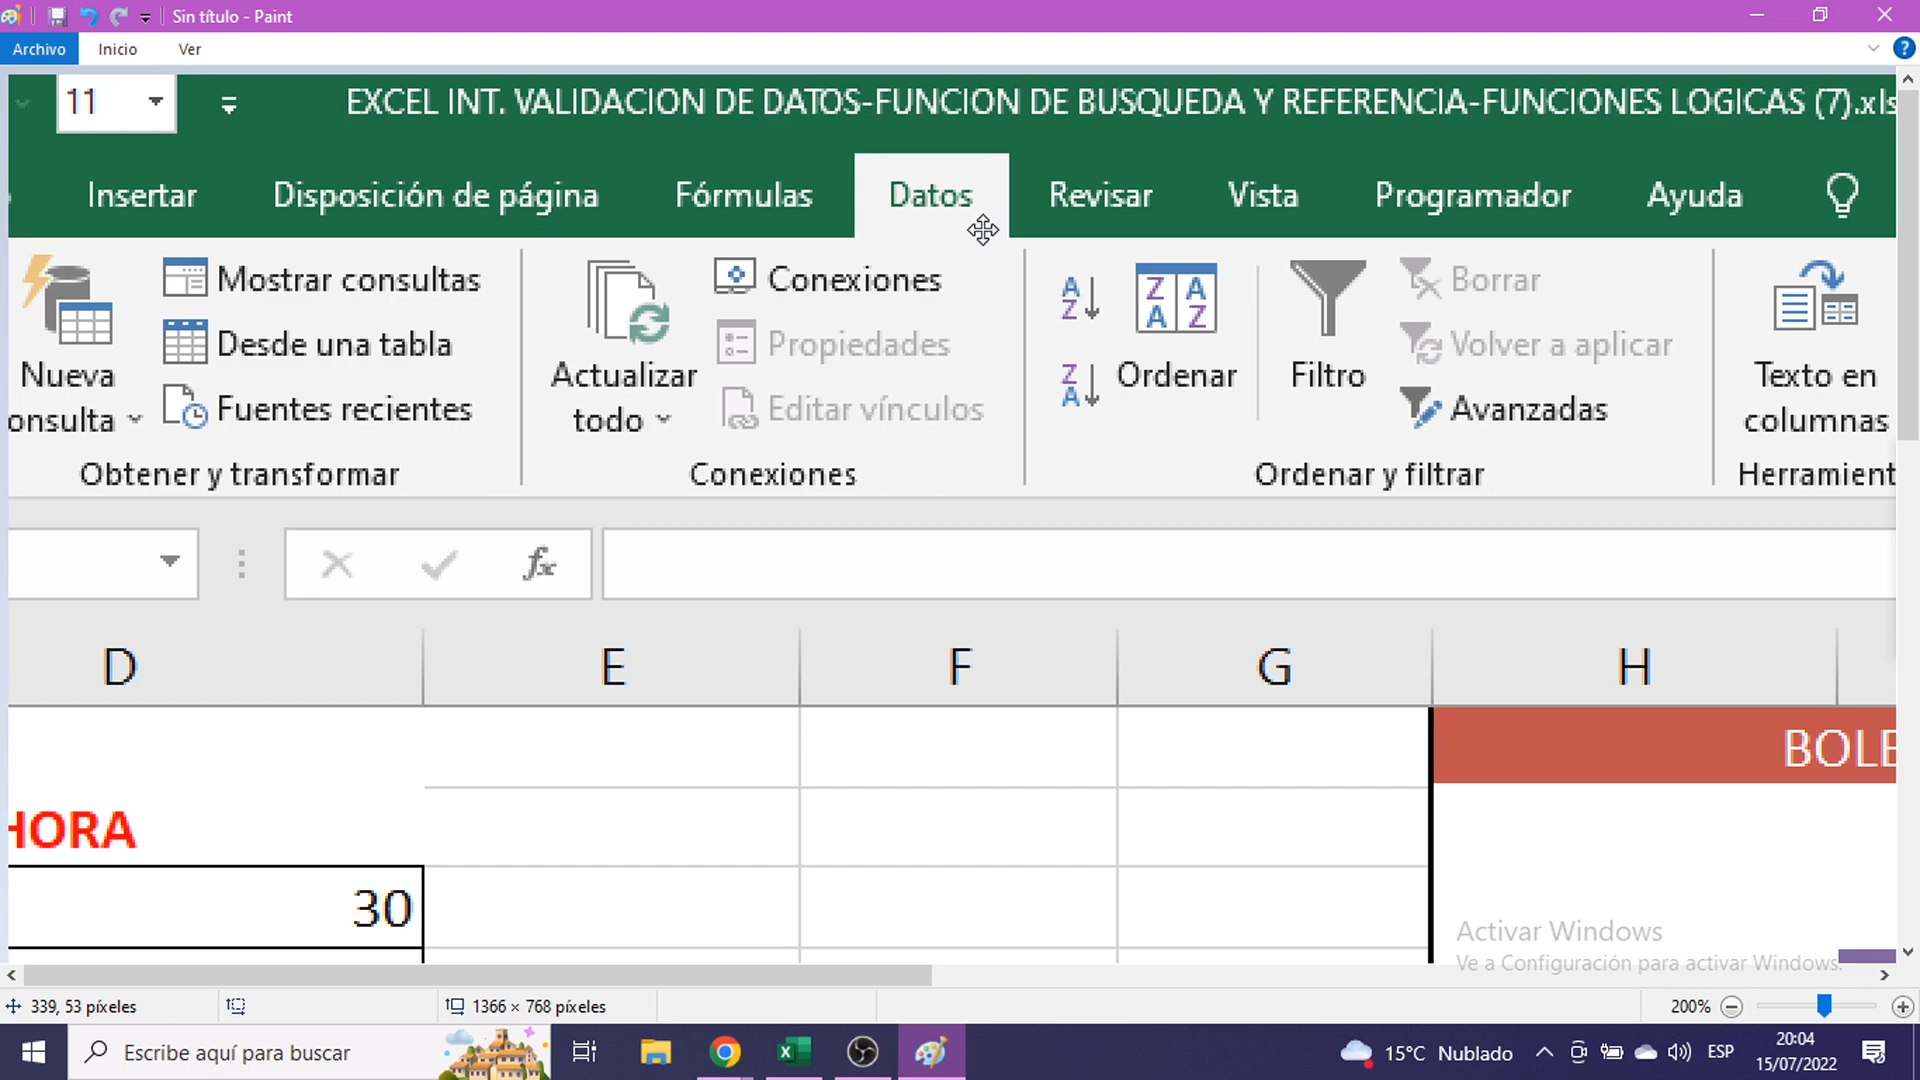 Sin título - Paint
Archivo Inicio Ver
11 EXCEL INT. VALIDACION DE DATOS-FUNCION DE BUSQUEDA Y REFERENCIA-FUNCIONES LOGICAS (7).xls
Insertar Disposición de página Fórmulas Datos Revisar Vista Programador Ayuda
Nueva
onsulta
Mostrar consultas
Desde una tabla
Fuentes recientes
Obtener y transformar
Actualizar
todo
Conexiones
Propiedades
Editar vínculos
Conexiones
Ordenar
Filtro
Borrar
Volver a aplicar
Avanzadas
Ordenar y filtrar
Texto en
columnas
Herramient
fx
D E F G H
BOLE
HORA
30
Activar Windows
Ve a Configuración para activar Windows.
339, 53 píxeles 1366 × 768 píxeles 200%
Escribe aquí para buscar
15°C Nublado ESP
20:04
15/07/2022